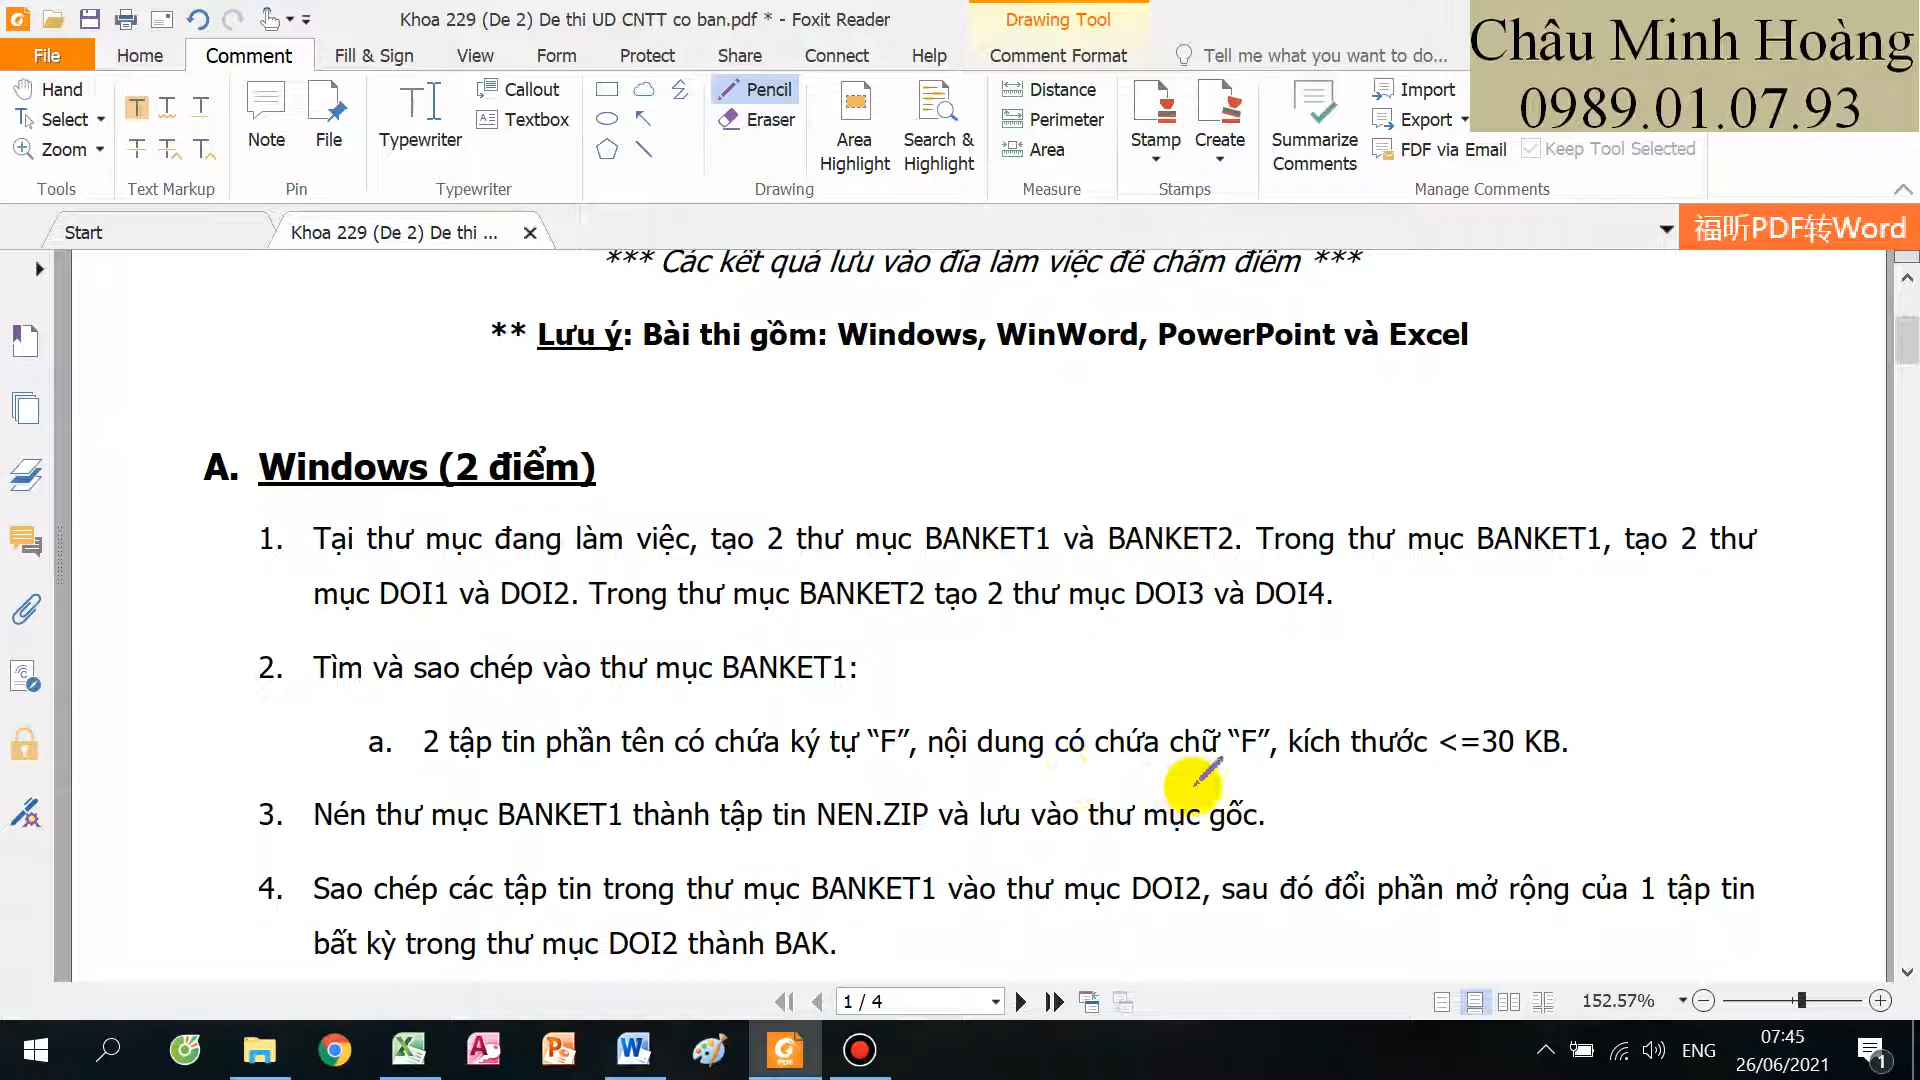 Khoa 229 (De 2) De thi UD CNTT co ban.pdf * - Foxit Reader
Drawing Tool
Châu Minh Hoàng
0989.01.07.93
File Home Comment Fill & Sign View Form Protect Share Connect Help Comment Format Tell me what you want to do...
Hand
Select
Zoom
Tools
Text Markup
Note
File
Pin
Typewriter
Callout
Textbox
Typewriter
Pencil
Eraser
Area Highlight
Search & Highlight
Drawing
Distance
Perimeter
Area
Measure
Stamp
Create
Stamps
Summarize Comments
Import
Export
FDF via Email
Keep Tool Selected
Manage Comments
Start
Khoa 229 (De 2) De thi ...
福昕PDF转Word
*** Các kết quả lưu vào đĩa làm việc để chấm điểm ***
** Lưu ý: Bài thi gồm: Windows, WinWord, PowerPoint và Excel
A. Windows (2 điểm)
1. Tại thư mục đang làm việc, tạo 2 thư mục BANKET1 và BANKET2. Trong thư mục BANKET1, tạo 2 thư
mục DOI1 và DOI2. Trong thư mục BANKET2 tạo 2 thư mục DOI3 và DOI4.
2. Tìm và sao chép vào thư mục BANKET1:
a. 2 tập tin phần tên có chứa ký tự “F”, nội dung có chứa chữ “F”, kích thước <=30 KB.
3. Nén thư mục BANKET1 thành tập tin NEN.ZIP và lưu vào thư mục gốc.
4. Sao chép các tập tin trong thư mục BANKET1 vào thư mục DOI2, sau đó đổi phần mở rộng của 1 tập tin
bất kỳ trong thư mục DOI2 thành BAK.
1 / 4
152.57%
ENG
07:45
26/06/2021
1